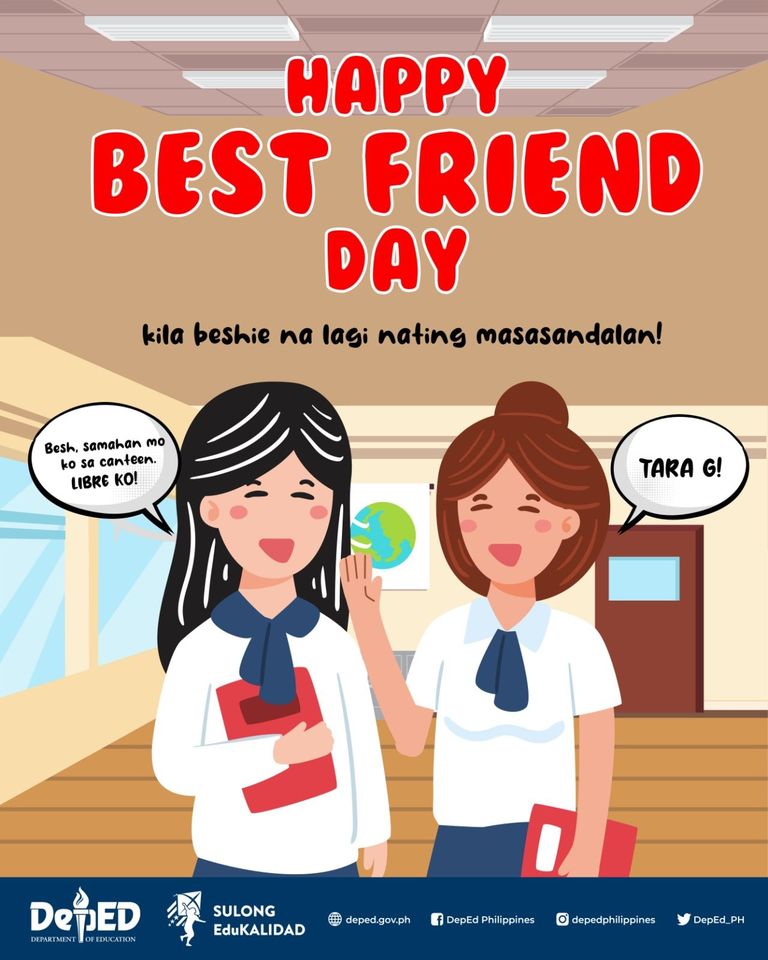 HAPPY
BEST FRIEND
DAY
kila beshie na lagi nating masasandalan!
Besh, samahan mo
ko sa canteen.
LIBRE KO!
TARA G!
DepED
DEPARTMENT OF EDUCATION
SULONG
EduKALIDAD
deped.gov.ph
DepEd Philippines
depedphilippines
DepEd_PH